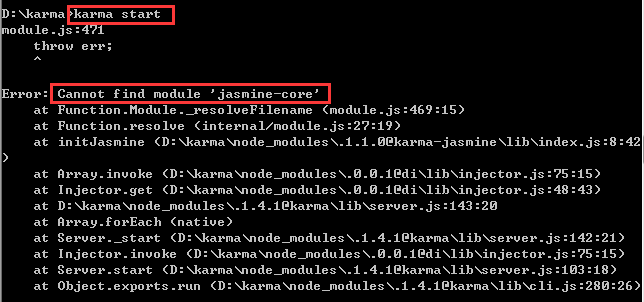 D:\karma>karma start
module.js:471
    throw err;
    ^

Error: Cannot find module 'jasmine-core'
    at Function.Module._resolveFilename (module.js:469:15)
    at Function.resolve (internal/module.js:27:19)
    at initJasmine (D:\karma\node_modules\.1.1.0@karma-jasmine\lib\index.js:8:42
)
    at Array.invoke (D:\karma\node_modules\.0.0.1@di\lib\injector.js:75:15)
    at Injector.get (D:\karma\node_modules\.0.0.1@di\lib\injector.js:48:43)
    at D:\karma\node_modules\.1.4.1@karma\lib\server.js:143:20
    at Array.forEach (native)
    at Server._start (D:\karma\node_modules\.1.4.1@karma\lib\server.js:142:21)
    at Injector.invoke (D:\karma\node_modules\.0.0.1@di\lib\injector.js:75:15)
    at Server.start (D:\karma\node_modules\.1.4.1@karma\lib\server.js:103:18)
    at Object.exports.run (D:\karma\node_modules\.1.4.1@karma\lib\cli.js:280:26)